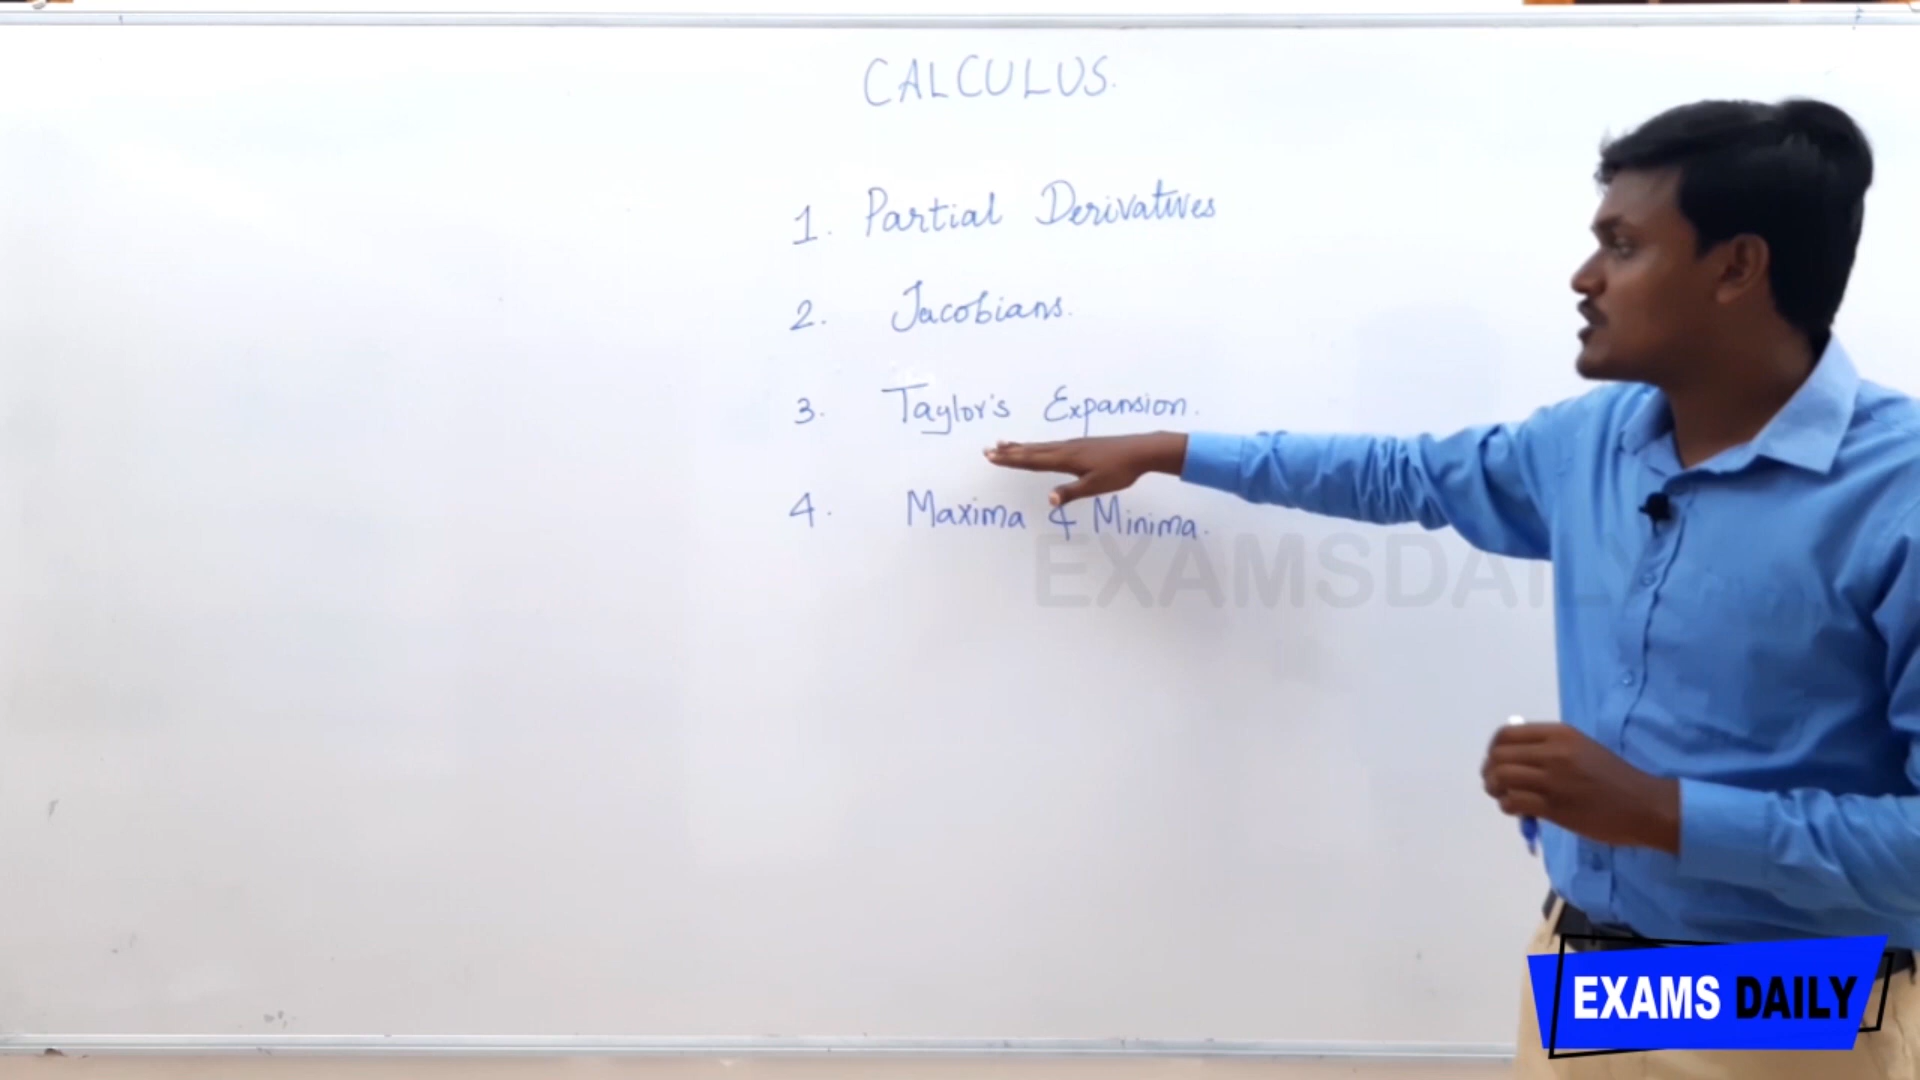 CALCULUS.
1. Partial Derivatives
2. Jacobians.
3. Taylor's Expansion.
4. Maxima & Minima.
EXAMSDAILY
EXAMS DAILY